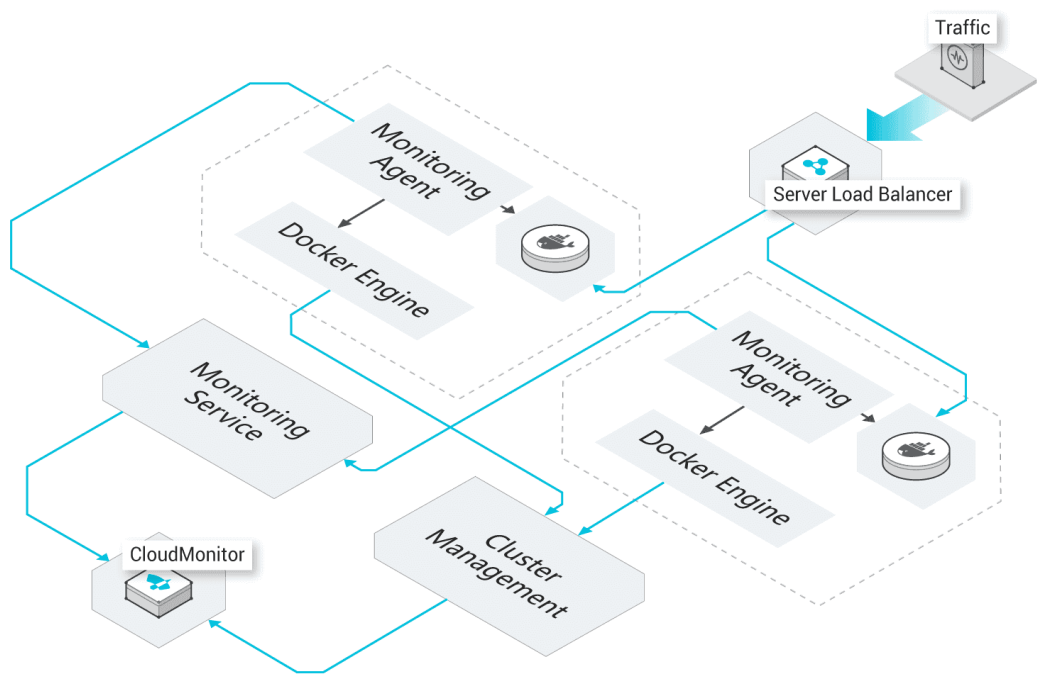 Traffic
Server Load Balancer
Monitoring
Agent
Docker Engine
Monitoring
Agent
Docker Engine
Monitoring
Service
Cluster
Management
CloudMonitor